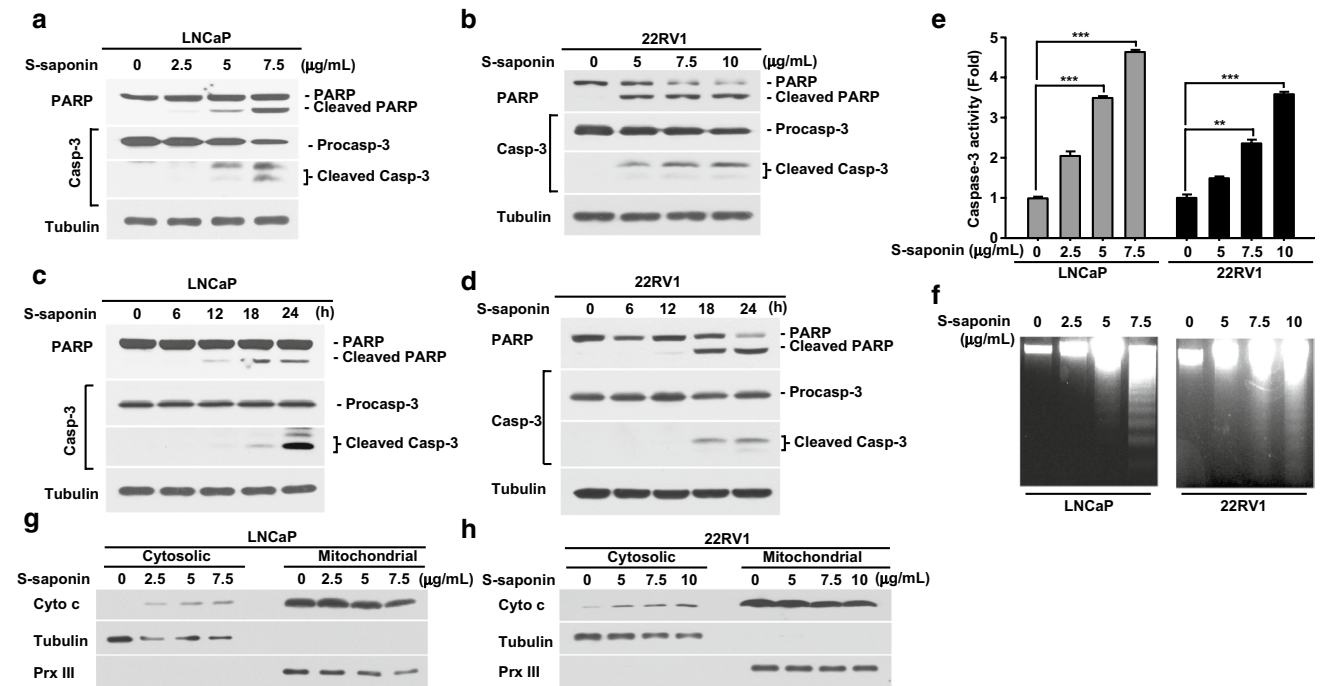 a
LNCaP
S-saponin 0 2.5 5 7.5 (μg/mL)
PARP
- PARP
- Cleaved PARP
Casp-3
- Procasp-3
Cleaved Casp-3
Tubulin
b
22RV1
S-saponin 0 5 7.5 10 (μg/mL)
PARP
- PARP
- Cleaved PARP
Casp-3
- Procasp-3
Cleaved Casp-3
Tubulin
e
Caspase-3 activity (Fold)
5
4
3
2
1
0
***
***
***
**
S-saponin (μg/mL) 0 2.5 5 7.5 0 5 7.5 10
LNCaP 22RV1
c
LNCaP
S-saponin 0 6 12 18 24 (h)
PARP
- PARP
- Cleaved PARP
Casp-3
- Procasp-3
Cleaved Casp-3
Tubulin
d
22RV1
S-saponin 0 6 12 18 24 (h)
PARP
- PARP
- Cleaved PARP
Casp-3
- Procasp-3
Cleaved Casp-3
Tubulin
f
S-saponin 0 2.5 5 7.5 0 5 7.5 10
(μg/mL)
LNCaP 22RV1
g
LNCaP
Cytosolic Mitochondrial
S-saponin 0 2.5 5 7.5 0 2.5 5 7.5 (μg/mL)
Cyto c
Tubulin
Prx III
h
22RV1
Cytosolic Mitochondrial
S-saponin 0 5 7.5 10 0 5 7.5 10 (μg/mL)
Cyto c
Tubulin
Prx III